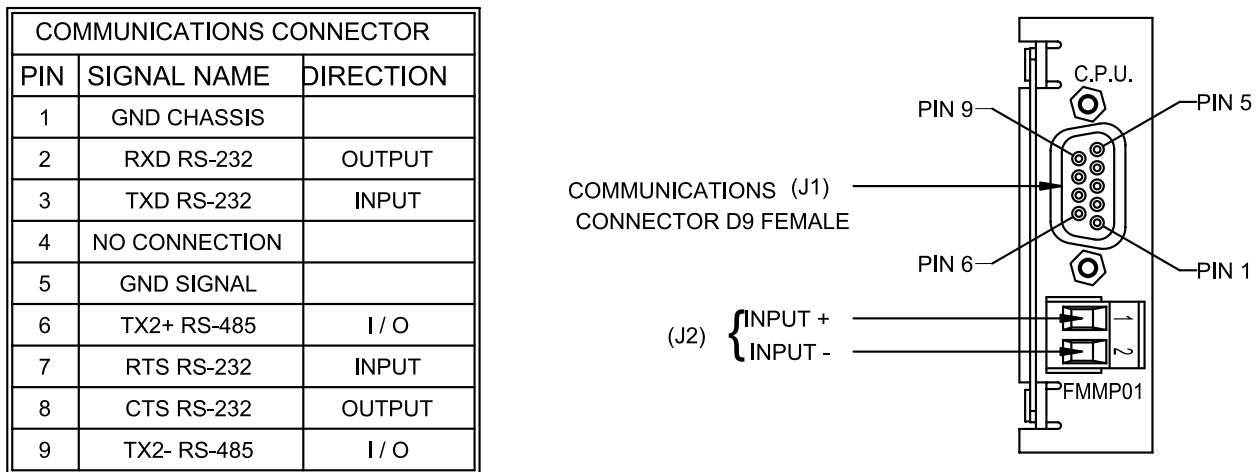 COMMUNICATIONS CONNECTOR
PIN SIGNAL NAME DIRECTION
1 GND CHASSIS
2 RXD RS-232 OUTPUT
3 TXD RS-232 INPUT
4 NO CONNECTION
5 GND SIGNAL
6 TX2+ RS-485 I / O
7 RTS RS-232 INPUT
8 CTS RS-232 OUTPUT
9 TX2- RS-485 I / O
C.P.U.
PIN 9
PIN 5
COMMUNICATIONS (J1)
CONNECTOR D9 FEMALE
PIN 6
PIN 1
(J2) { INPUT +
INPUT -
1
2
FMMP01